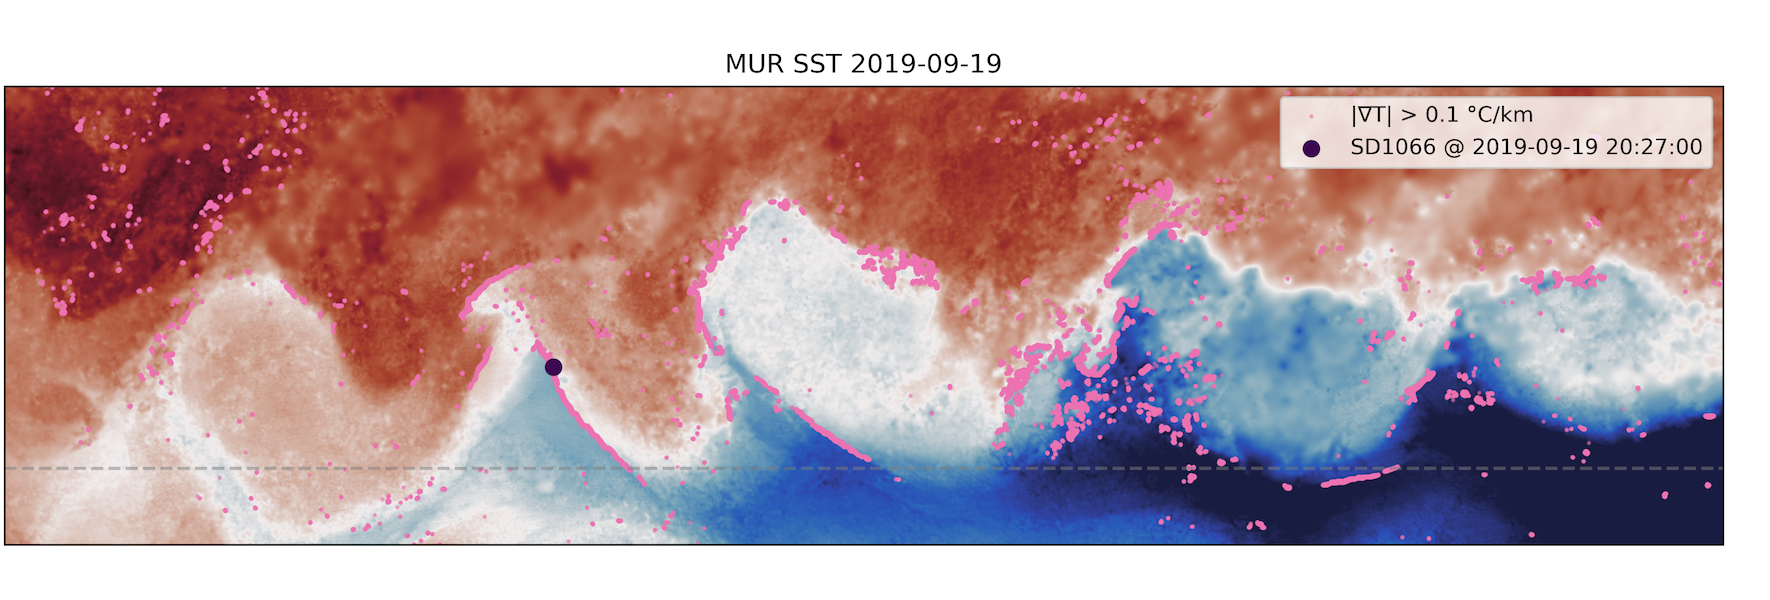 MUR SST 2019-09-19
|∇T| > 0.1 °C/km
SD1066 @ 2019-09-19 20:27:00